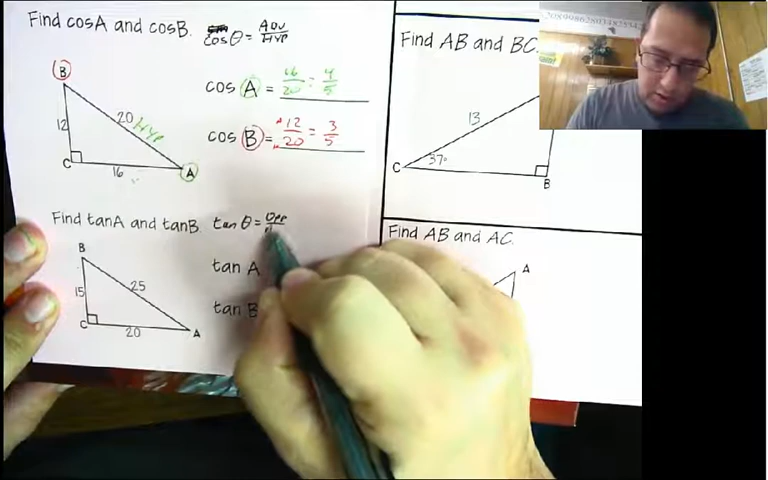 Find cosA and cosB. cosθ = ADJ/HYP
B
12
20 HYP
C
16
A
cos A = 16/20 = 4/5
cos B = 12/20 = 3/5
Find tanA and tanB. tanθ = OPP
B
15
25
C
20
A
tan A
tan B
Find AB and BC.
13
C
37°
B
Find AB and AC.
A